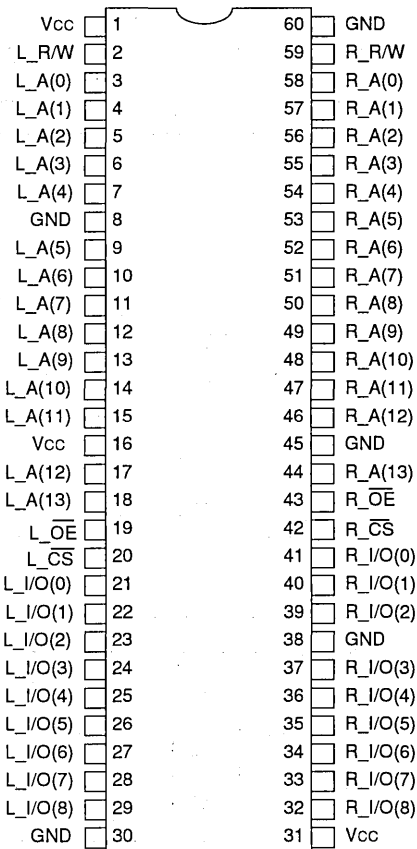 Vcc 1 60 GND
L_R/W 2 59 R_R/W
L_A(0) 3 58 R_A(0)
L_A(1) 4 57 R_A(1)
L_A(2) 5 56 R_A(2)
L_A(3) 6 55 R_A(3)
L_A(4) 7 54 R_A(4)
GND 8 53 R_A(5)
L_A(5) 9 52 R_A(6)
L_A(6) 10 51 R_A(7)
L_A(7) 11 50 R_A(8)
L_A(8) 12 49 R_A(9)
L_A(9) 13 48 R_A(10)
L_A(10) 14 47 R_A(11)
L_A(11) 15 46 R_A(12)
Vcc 16 45 GND
L_A(12) 17 44 R_A(13)
L_A(13) 18 43 R_O̅E̅
L_O̅E̅ 19 42 R_C̅S̅
L_C̅S̅ 20 41 R_I/O(0)
L_I/O(0) 21 40 R_I/O(1)
L_I/O(1) 22 39 R_I/O(2)
L_I/O(2) 23 38 GND
L_I/O(3) 24 37 R_I/O(3)
L_I/O(4) 25 36 R_I/O(4)
L_I/O(5) 26 35 R_I/O(5)
L_I/O(6) 27 34 R_I/O(6)
L_I/O(7) 28 33 R_I/O(7)
L_I/O(8) 29 32 R_I/O(8)
GND 30 31 Vcc